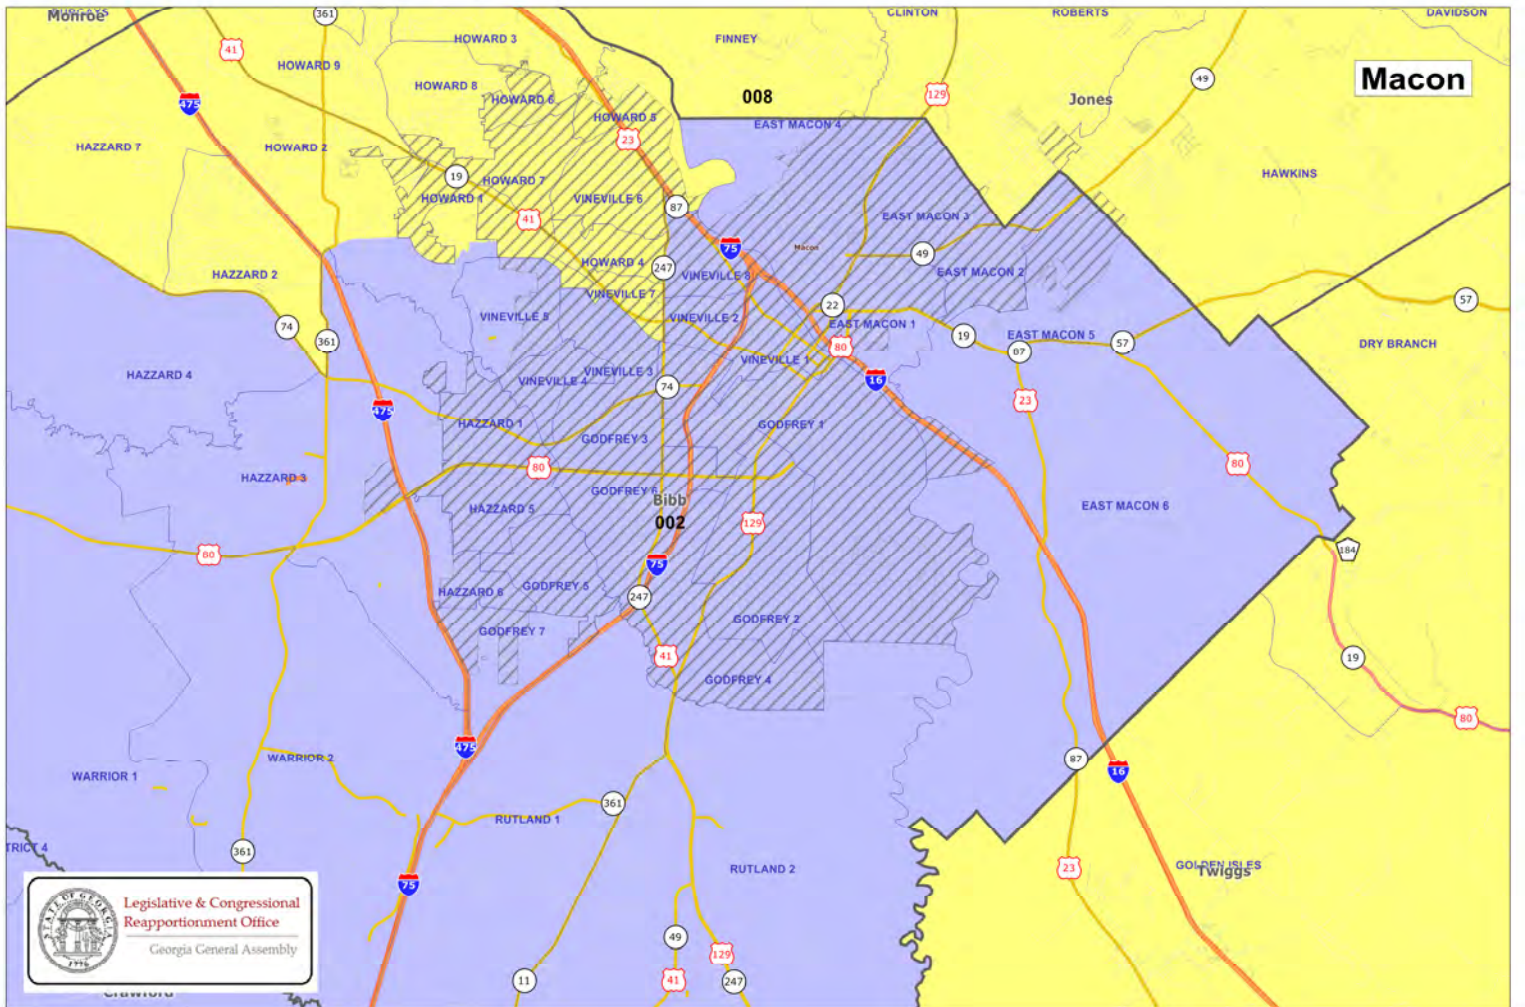 Monroe
361
CLINTON
ROBERTS
DAVIDSON
HOWARD 3
FINNEY
41
HOWARD 9
Macon
49
HOWARD 8
129
008
Jones
475
HOWARD 6
HOWARD 5
EAST MACON 4
23
HAZZARD 7
HOWARD 2
19
HOWARD 7
HAWKINS
HOWARD 1
VINEVILLE 6
87
41
EAST MACON 3
75
Macon
49
HAZZARD 2
HOWARD 4
247
VINEVILLE 8
EAST MACON 2
VINEVILLE 7
22
57
74
VINEVILLE 5
VINEVILLE 2
EAST MACON 1
361
19
EAST MACON 5
57
80
07
DRY BRANCH
HAZZARD 4
VINEVILLE 4
VINEVILLE 3
VINEVILLE 1
74
16
475
23
HAZZARD 1
GODFREY 3
GODFREY 1
HAZZARD 3
80
80
GODFREY 6
Bibb
HAZZARD 5
002
129
EAST MACON 6
80
184
75
HAZZARD 6
GODFREY 5
247
GODFREY 7
GODFREY 2
41
19
GODFREY 4
80
475
WARRIOR 1
WARRIOR 2
87
16
361
RUTLAND 1
TRICT 4
361
RUTLAND 2
23
GOLDEN ISLES
Twiggs
75
STATE OF GEORGIA
1776
Legislative & Congressional
Reapportionment Office
Georgia General Assembly
49
129
11
41
247
Crawford